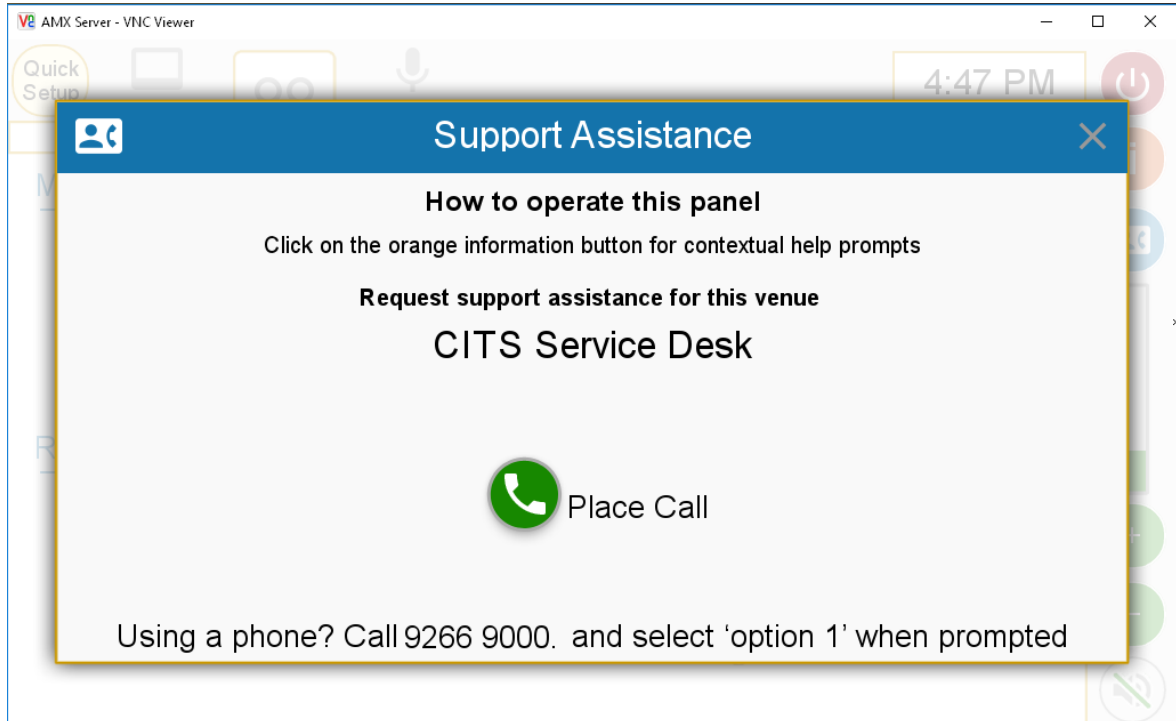 AMX Server - VNC Viewer
Quick
Setup
4:47 PM
Support Assistance
How to operate this panel
Click on the orange information button for contextual help prompts
Request support assistance for this venue
CITS Service Desk
Place Call
Using a phone? Call 9266 9000. and select ‘option 1’ when prompted